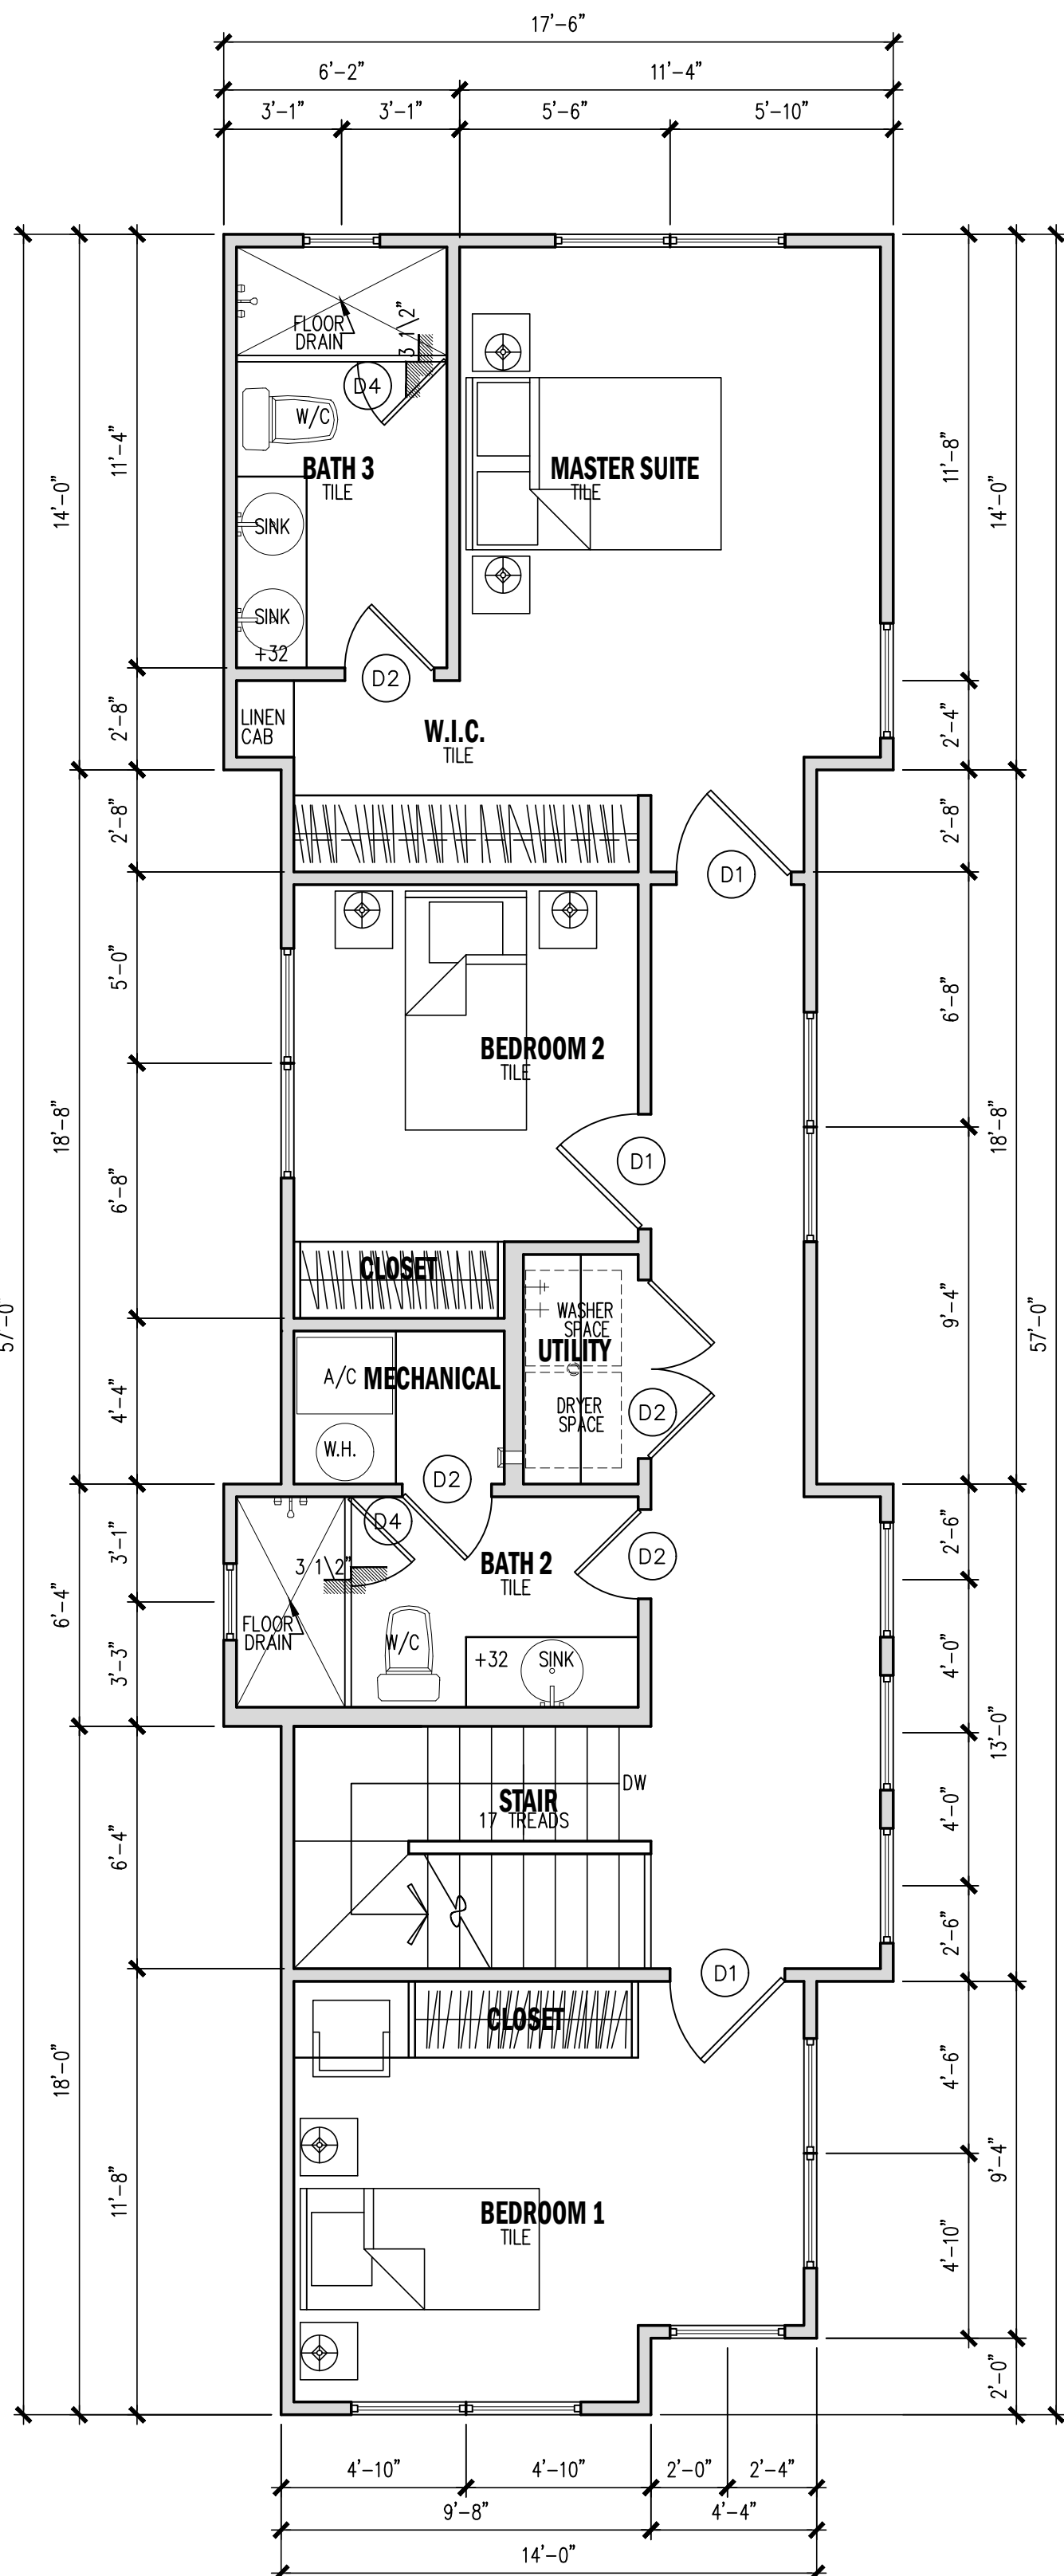 17'-6"
6'-2" 11'-4"
3'-1" 3'-1" 5'-6" 5'-10"
FLOOR
DRAIN
3 1\2"
D4
W/C
BATH 3
TILE
MASTER SUITE
TILE
11'-4"
14'-0"
11'-8"
14'-0"
SINK
SINK
+32
D2
LINEN
CAB
W.I.C.
TILE
2'-8"
2'-4"
2'-8"
2'-8"
D1
5'-0"
6'-8"
BEDROOM 2
TILE
18'-8"
18'-8"
6'-8"
D1
CLOSET
57'-0"
57'-0"
9'-4"
WASHER
SPACE
UTILITY
A/C
MECHANICAL
DRYER
SPACE
D2
4'-4"
W.H.
D2
D4
3'-1"
2'-6"
3 1\2"
BATH 2
TILE
D2
6'-4"
FLOOR
DRAIN
W/C
+32 SINK
3'-3"
4'-0"
13'-0"
DW
STAIR
17 TREADS
4'-0"
6'-4"
2'-6"
D1
CLOSET
18'-0"
4'-6"
11'-8"
9'-4"
BEDROOM 1
TILE
4'-10"
2'-0"
4'-10" 4'-10" 2'-0" 2'-4"
9'-8" 4'-4"
14'-0"